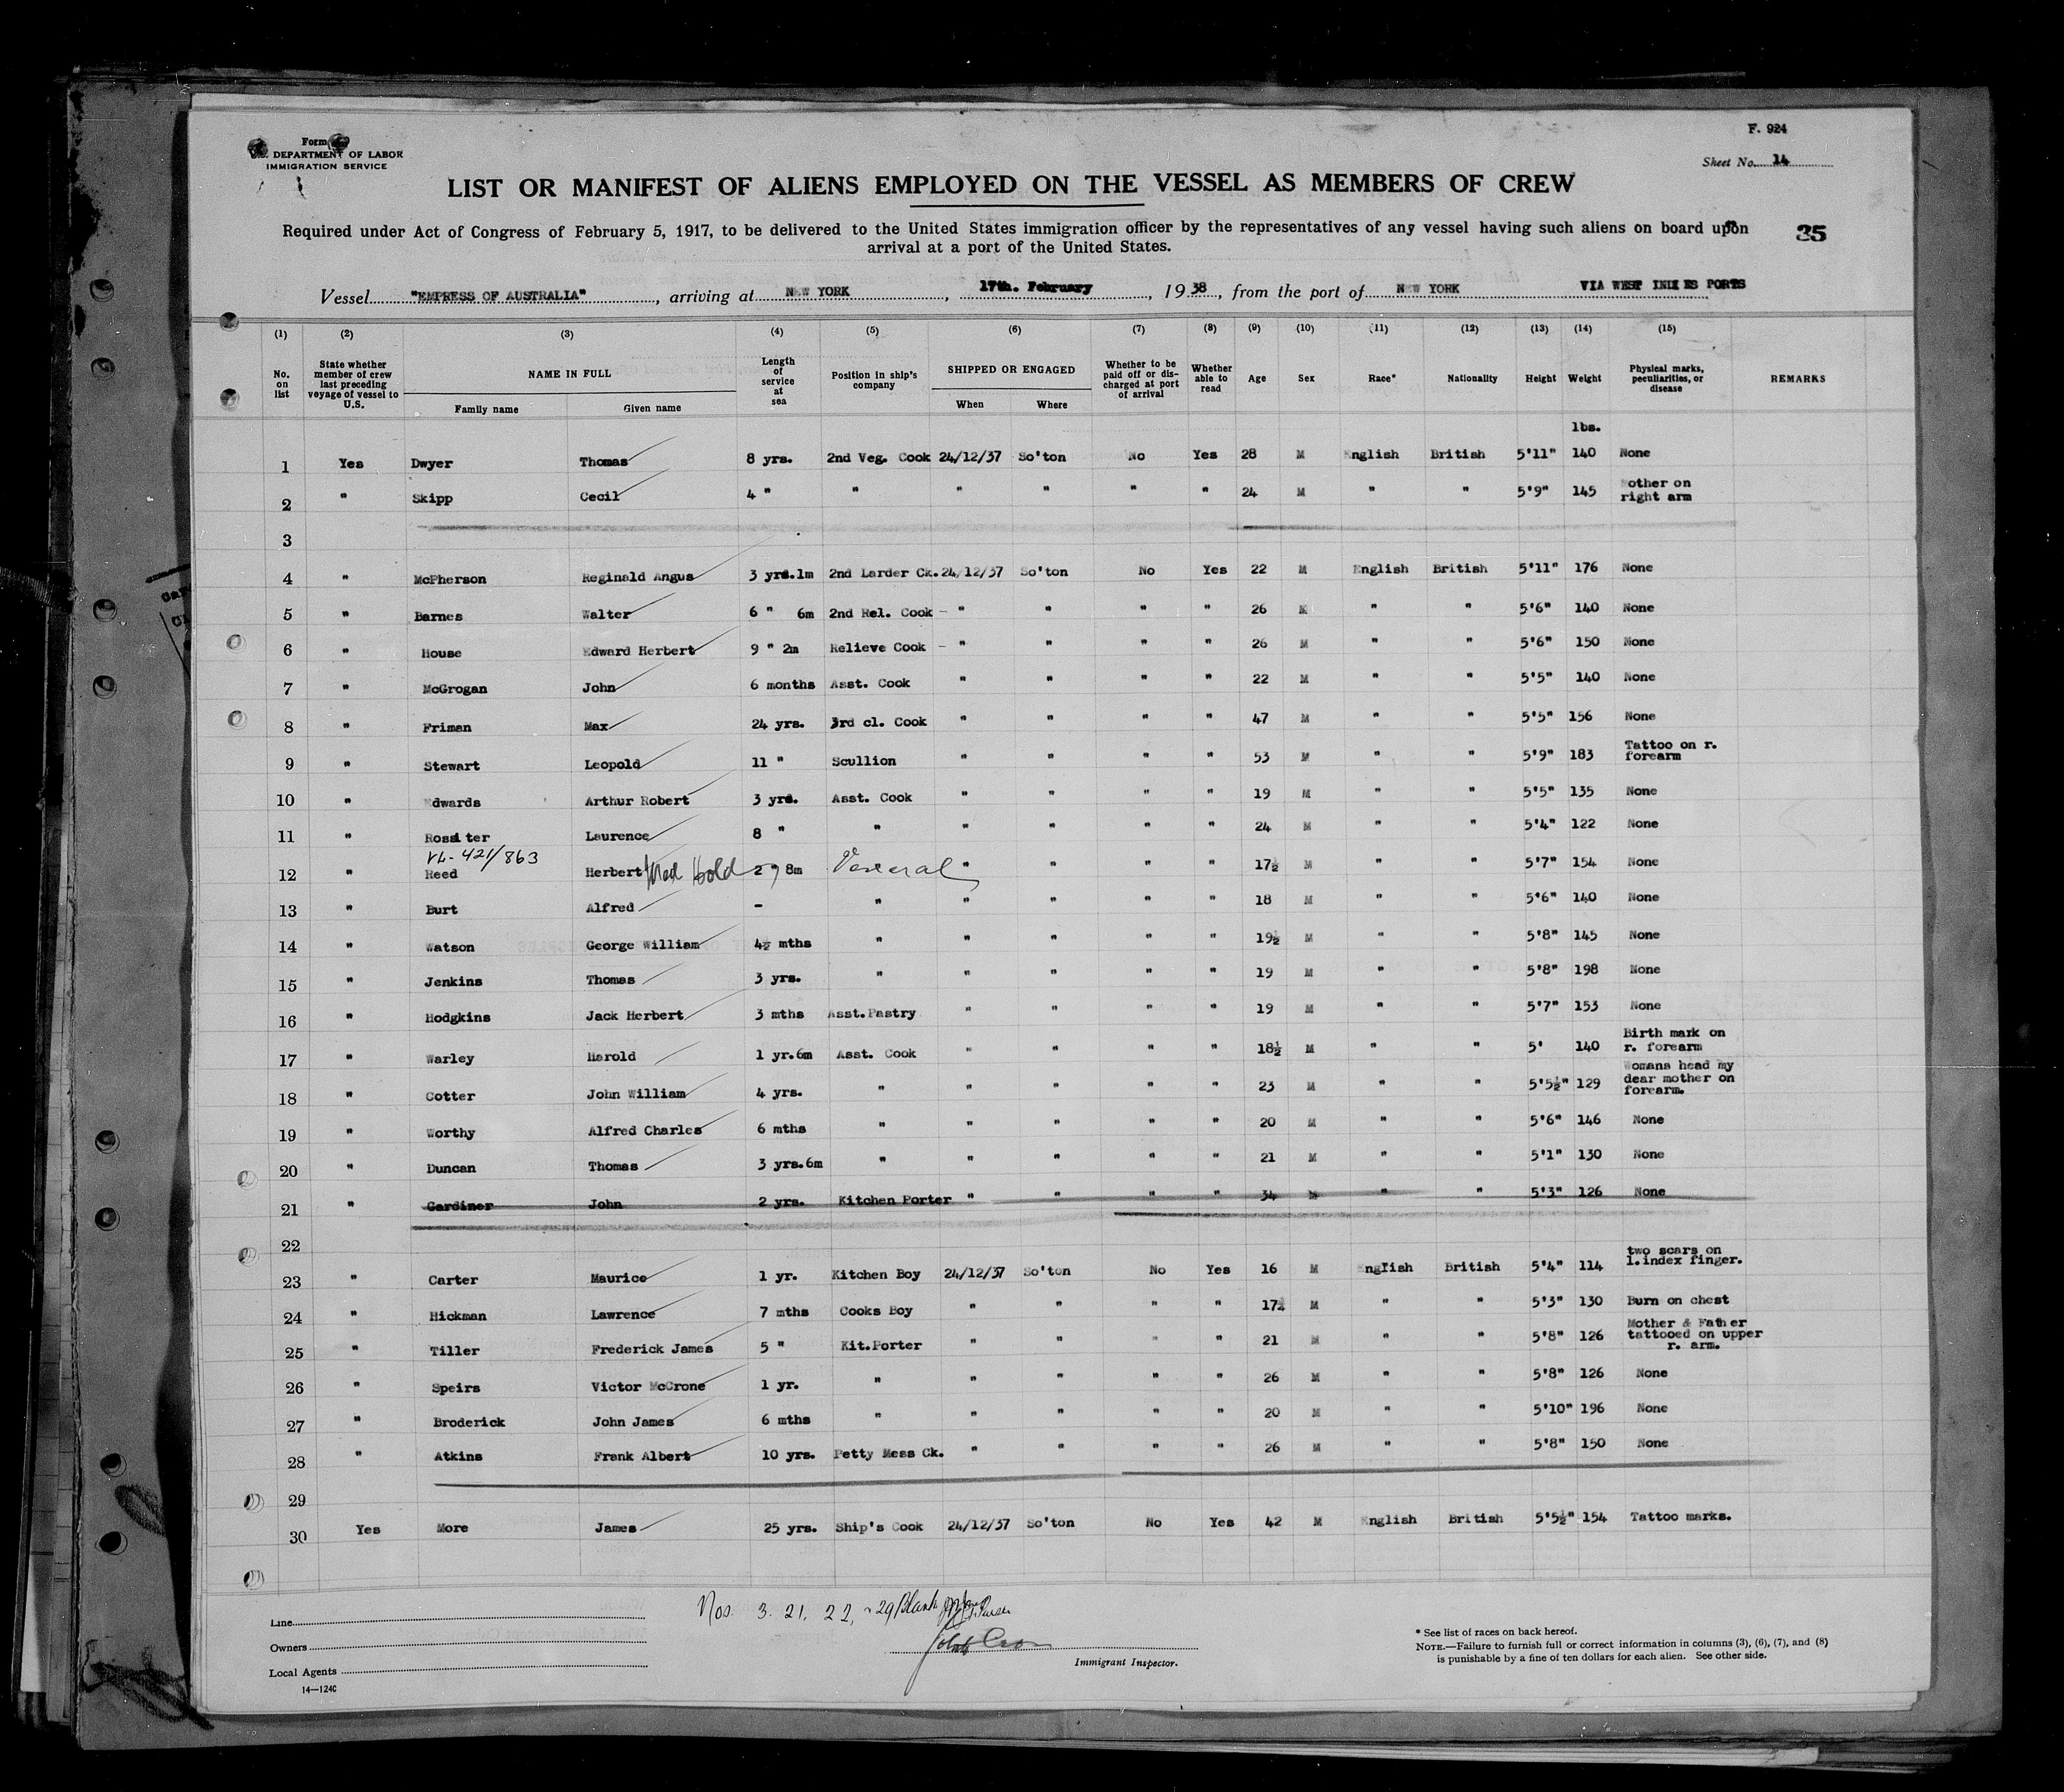 F. 924
Form
DEPARTMENT OF LABOR
IMMIGRATION SERVICE
Sheet No. 14
LIST OR MANIFEST OF ALIENS EMPLOYED ON THE VESSEL AS MEMBERS OF CREW
Required under Act of Congress of February 5, 1917, to be delivered to the United States immigration officer by the representatives of any vessel having such aliens on board upon
arrival at a port of the United States.
35
Vessel "EMPRESS OF AUSTRALIA", arriving at NEW YORK, 17th. February, 1938, from the port of NEW YORK VIA WEST INDIES PORTS
(1) (2) (3) (4) (5) (6) (7) (8) (9) (10) (11) (12) (13) (14) (15)
No. on list State whether member of crew last preceding voyage of vessel to U.S. NAME IN FULL Family name Given name Length of service at sea Position in ship's company SHIPPED OR ENGAGED When Where Whether to be paid off or discharged at port of arrival Whether able to read Age Sex Race* Nationality Height Weight Physical marks, peculiarities, or disease REMARKS
lbs.
1 Yes Dwyer Thomas 8 yrs. 2nd Veg. Cook 24/12/37 So'ton No Yes 28 M English British 5'11" 140 None
2 " Skipp Cecil 4 " " " " " " 24 M " " 5'9" 145 Mother on right arm
3
4 " McPherson Reginald Angus 3 yrs.1m 2nd Larder Ck. 24/12/37 So'ton No Yes 22 M English British 5'11" 176 None
5 " Barnes Walter 6 " 6m 2nd Rel. Cook - " " " " 26 M " " 5'6" 140 None
6 " House Edward Herbert 9 " 2m Relieve Cook - " " " " 26 M " " 5'6" 150 None
7 " McGrogan John 6 months Asst. Cook " " " " 22 M " " 5'5" 140 None
8 " Friman Max 24 yrs. 3rd cl. Cook " " " " 47 M " " 5'5" 156 None
9 " Stewart Leopold 11 " Scullion " " " " 53 M " " 5'9" 183 Tattoo on r. forearm
10 " Edwards Arthur Robert 3 yrs. Asst. Cook " " " " 19 M " " 5'5" 135 None
11 " Rossiter Laurence 8 " " " " " " 24 M " " 5'4" 122 None
421/863
12 " Reed Herbert Med Hold 2 " 8m Venereal " " " " 17½ M " " 5'7" 154 None
13 " Burt Alfred - " " " " " 18 M " " 5'6" 140 None
14 " Watson George William 4½ mths " " " " " 19½ M " " 5'8" 145 None
15 " Jenkins Thomas 3 yrs. " " " " " 19 M " " 5'8" 198 None
16 " Hodgkins Jack Herbert 3 mths Asst.Pastry " " " " 19 M " " 5'7" 153 None
17 " Warley Harold 1 yr.6m Asst. Cook " " " " 18½ M " " 5' 140 Birth mark on r. forearm
18 " Cotter John William 4 yrs. " " " " " 23 M " " 5'5½" 129 Womans head my dear mother on forearm.
19 " Worthy Alfred Charles 6 mths " " " " " 20 M " " 5'6" 146 None
20 " Duncan Thomas 3 yrs.6m " " " " " 21 M " " 5'1" 130 None
21 " Gardiner John 2 yrs. Kitchen Porter " " " " 34 M " " 5'3" 126 None
22
23 " Carter Maurice 1 yr. Kitchen Boy 24/12/37 So'ton No Yes 16 M English British 5'4" 114 two scars on l.index finger.
24 " Hickman Lawrence 7 mths Cooks Boy " " " " 17½ M " " 5'3" 130 Burn on chest
25 " Tiller Frederick James 5 " Kit.Porter " " " " 21 M " " 5'8" 126 Mother & Father tattooed on upper r. arm.
26 " Speirs Victor McCrone 1 yr. " " " " " 26 M " " 5'8" 126 None
27 " Broderick John James 6 mths " " " " " 20 M " " 5'10" 196 None
28 " Atkins Frank Albert 10 yrs. Petty Mess Ck. " " " " 26 M " " 5'8" 150 None
29
30 Yes More James 25 yrs. Ship's Cook 24/12/37 So'ton No Yes 42 M English British 5'5½" 154 Tattoo marks.
Nos. 3. 21. 22, 29 Blank
Line
Owners
Local Agents
14—124C
Immigrant Inspector.
* See list of races on back hereof.
NOTE.—Failure to furnish full or correct information in columns (3), (6), (7), and (8)
is punishable by a fine of ten dollars for each alien. See other side.